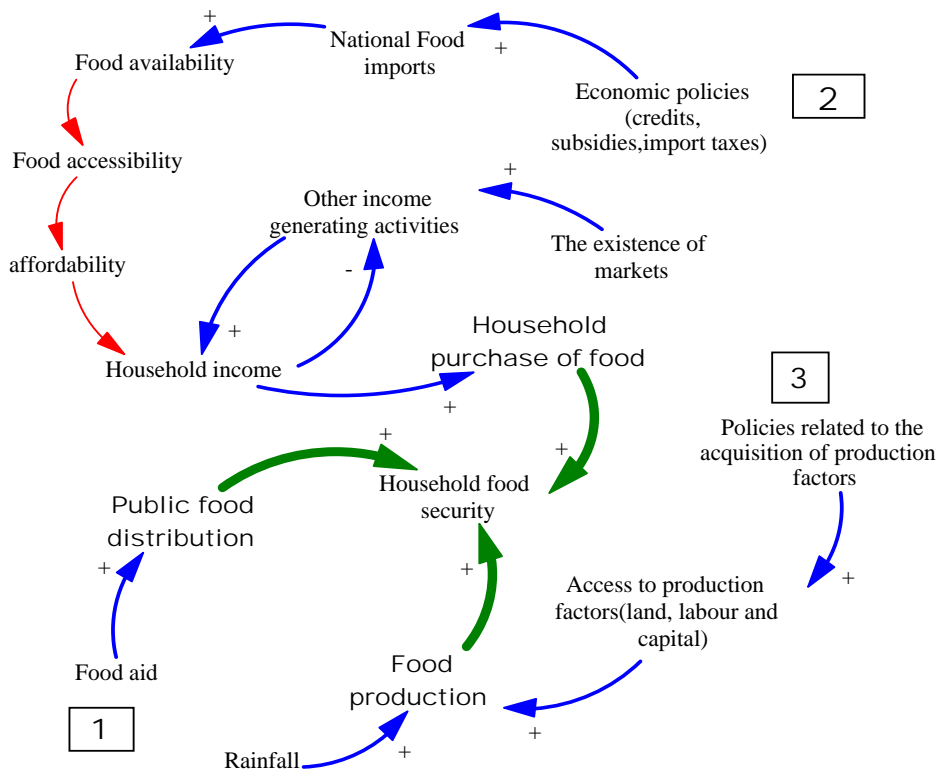 +
National Food
imports
+
Food availability
Economic policies
(credits,
subsidies,import taxes)
2
Food accessibility
+
Other income
generating activities
The existence of
markets
affordability
-
+
Household
purchase of food
Household income
+
3
Policies related to the
acquisition of production
factors
+
+
Household food
security
Public food
distribution
+
+
Access to production
factors(land, labour and
capital)
+
Food aid
Food
production
1
+
+
Rainfall